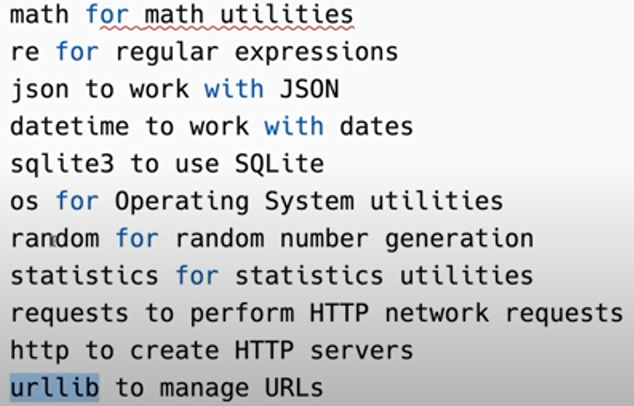 math for math utilities
re for regular expressions
json to work with JSON
datetime to work with dates
sqlite3 to use SQLite
os for Operating System utilities
random for random number generation
statistics for statistics utilities
requests to perform HTTP network requests
http to create HTTP servers
urllib to manage URLs